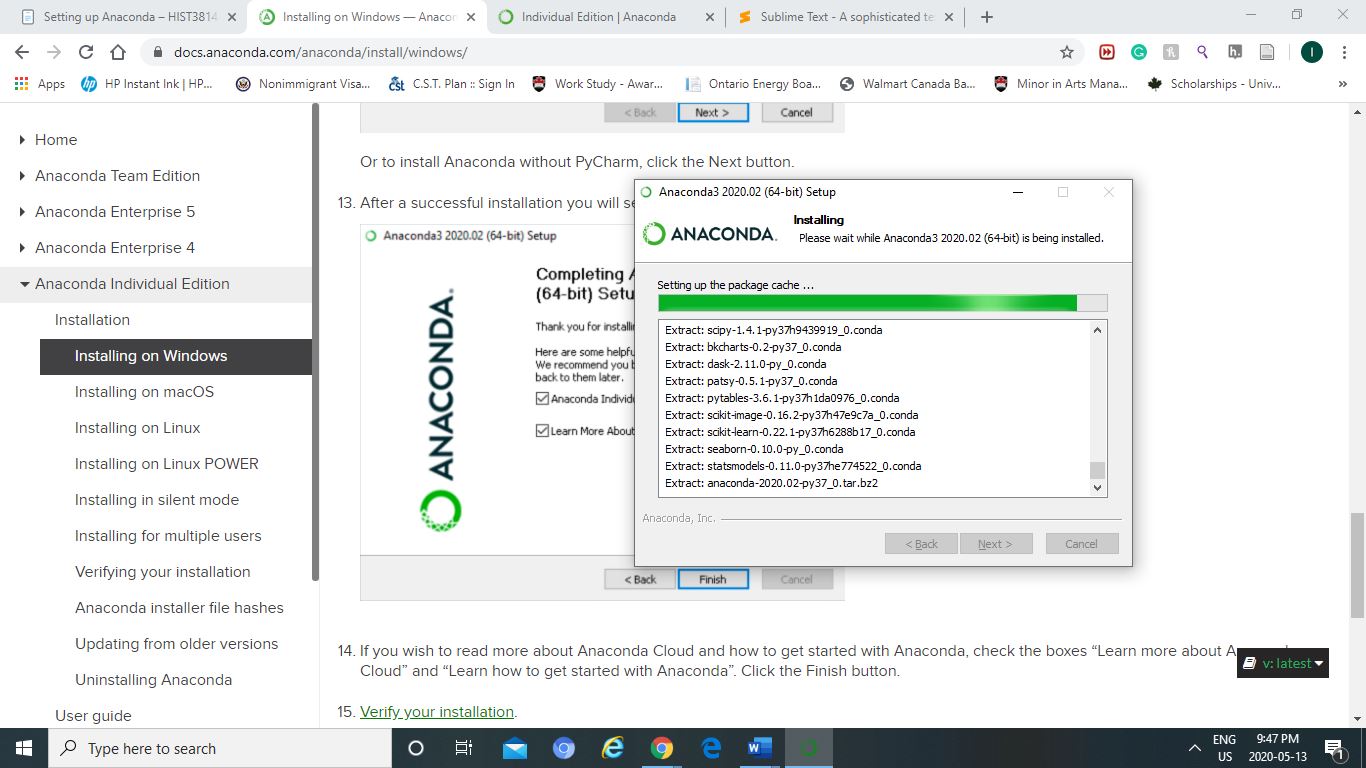 Setting up Anaconda – HIST3814
Installing on Windows — Anacon
Individual Edition | Anaconda
Sublime Text - A sophisticated te
docs.anaconda.com/anaconda/install/windows/
I
Apps
HP Instant Ink | HP...
Nonimmigrant Visa...
C.S.T. Plan :: Sign In
Work Study - Awar...
Ontario Energy Boa...
Walmart Canada Ba...
Minor in Arts Mana...
Scholarships - Univ...
»
Home
Anaconda Team Edition
Anaconda Enterprise 5
Anaconda Enterprise 4
Anaconda Individual Edition
Installation
Installing on Windows
Installing on macOS
Installing on Linux
Installing on Linux POWER
Installing in silent mode
Installing for multiple users
Verifying your installation
Anaconda installer file hashes
Updating from older versions
Uninstalling Anaconda
User guide
< Back Next > Cancel
Or to install Anaconda without PyCharm, click the Next button.
13. After a successful installation you will se
Anaconda3 2020.02 (64-bit) Setup
ANACONDA.
Completing A
(64-bit) Setu
Thank you for installi
Here are some helpfu
We recommend you b
back to them later.
Anaconda Individ
Learn More About
< Back Finish Cancel
Anaconda3 2020.02 (64-bit) Setup
ANACONDA.
Installing
Please wait while Anaconda3 2020.02 (64-bit) is being installed.
Setting up the package cache ...
Extract: scipy-1.4.1-py37h9439919_0.conda
Extract: bkcharts-0.2-py37_0.conda
Extract: dask-2.11.0-py_0.conda
Extract: patsy-0.5.1-py37_0.conda
Extract: pytables-3.6.1-py37h1da0976_0.conda
Extract: scikit-image-0.16.2-py37h47e9c7a_0.conda
Extract: scikit-learn-0.22.1-py37h6288b17_0.conda
Extract: seaborn-0.10.0-py_0.conda
Extract: statsmodels-0.11.0-py37he774522_0.conda
Extract: anaconda-2020.02-py37_0.tar.bz2
Anaconda, Inc.
< Back Next > Cancel
14. If you wish to read more about Anaconda Cloud and how to get started with Anaconda, check the boxes “Learn more about A
Cloud” and “Learn how to get started with Anaconda”. Click the Finish button.
v: latest
15. Verify your installation.
Type here to search
ENG
US
9:47 PM
2020-05-13
1